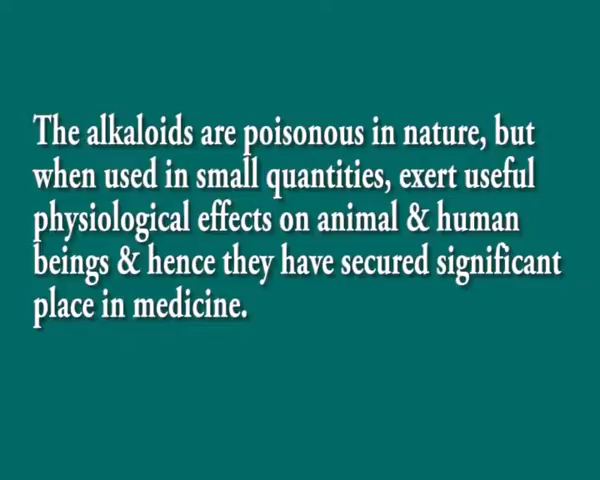 The alkaloids are poisonous in nature, but
when used in small quantities, exert useful
physiological effects on animal & human
beings & hence they have secured significant
place in medicine.